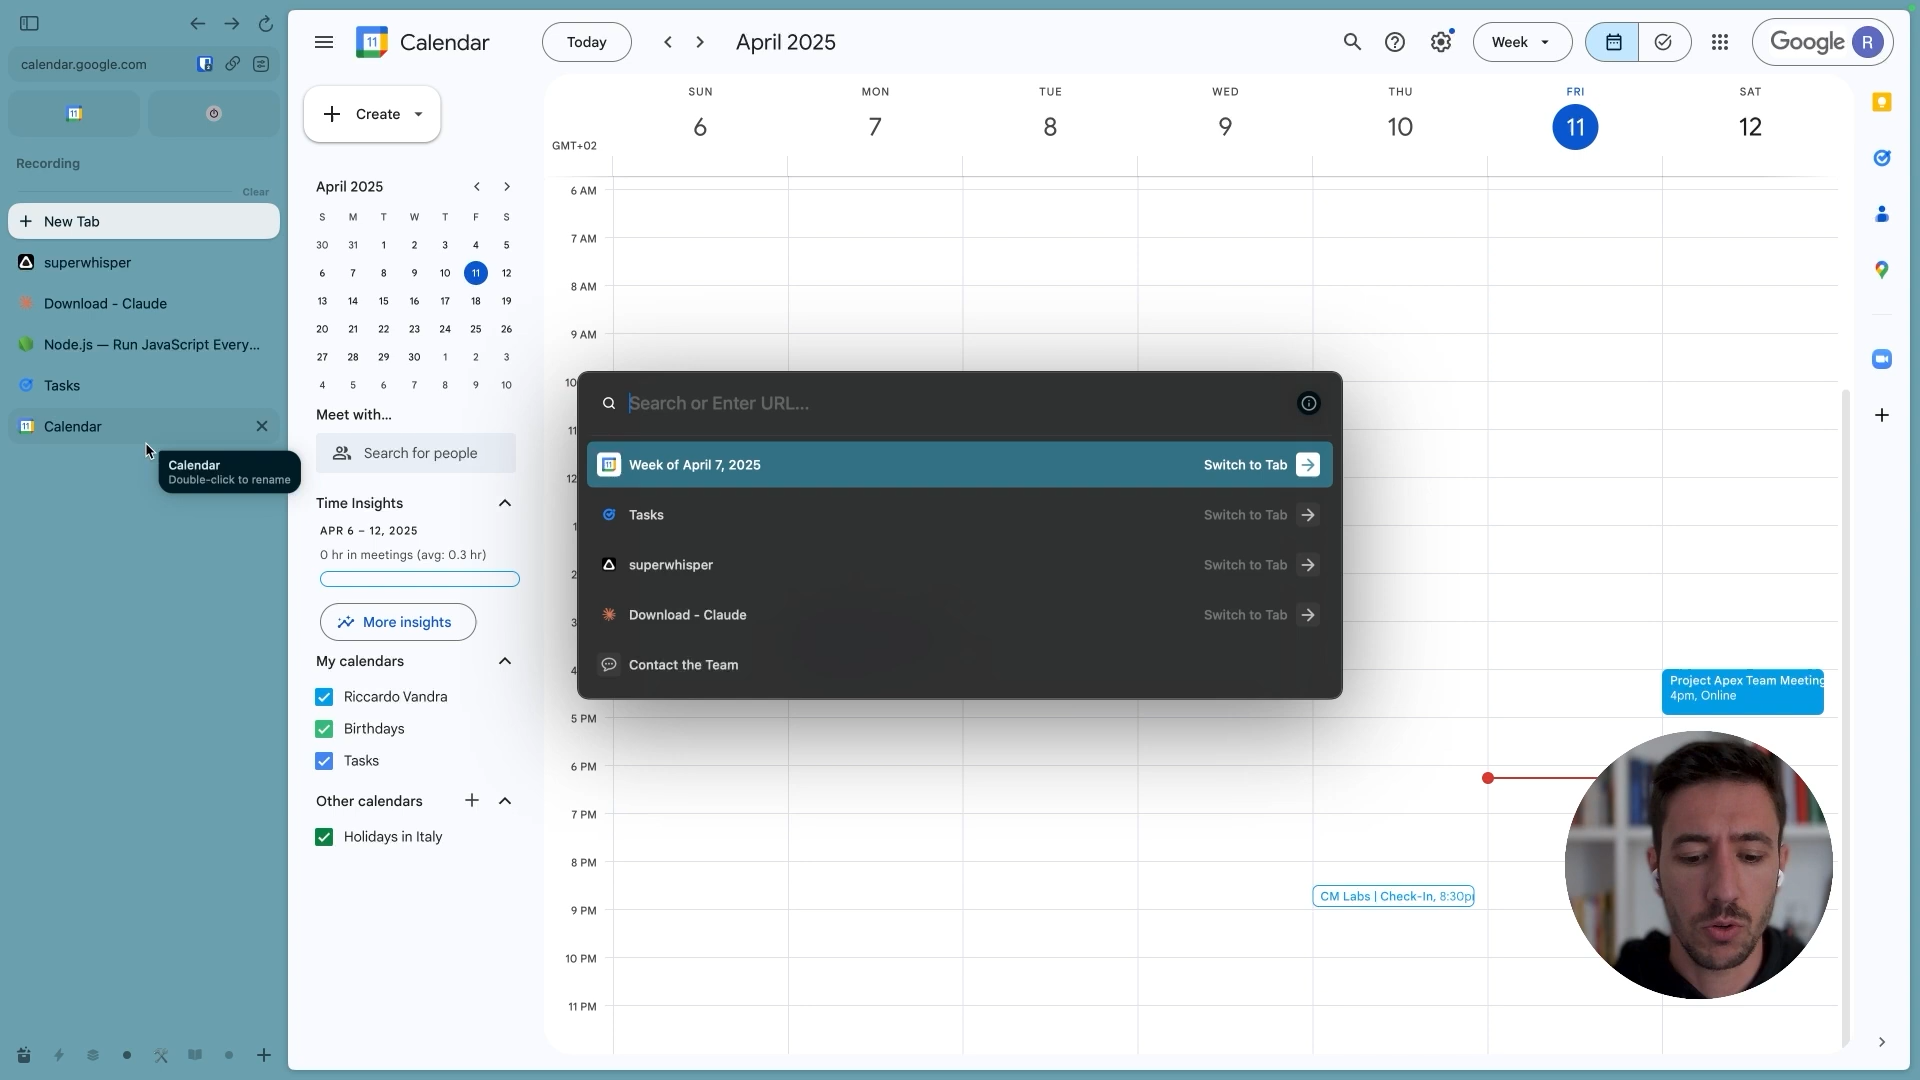 calendar.google.com
Recording
Clear
New Tab
superwhisper
Download - Claude
Node.js — Run JavaScript Every...
Tasks
Calendar
Calendar
Double-click to rename
11
Calendar
Today
April 2025
Week
Google
R
Create
April 2025
S M T W T F S
30 31 1 2 3 4 5
6 7 8 9 10 11 12
13 14 15 16 17 18 19
20 21 22 23 24 25 26
27 28 29 30 1 2 3
4 5 6 7 8 9 10
Meet with...
Search for people
Time Insights
APR 6 – 12, 2025
0 hr in meetings (avg: 0.3 hr)
More insights
My calendars
Riccardo Vandra
Birthdays
Tasks
Other calendars
Holidays in Italy
GMT+02
SUN MON TUE WED THU FRI SAT
6 7 8 9 10 11 12
6 AM
7 AM
8 AM
9 AM
10
11
12
1
2
3
4
5 PM
6 PM
7 PM
8 PM
9 PM
10 PM
11 PM
Search or Enter URL...
Week of April 7, 2025 Switch to Tab
Tasks Switch to Tab
superwhisper Switch to Tab
Download - Claude Switch to Tab
Contact the Team
Project Apex Team Meeting
4pm, Online
CM Labs | Check-In, 8:30p